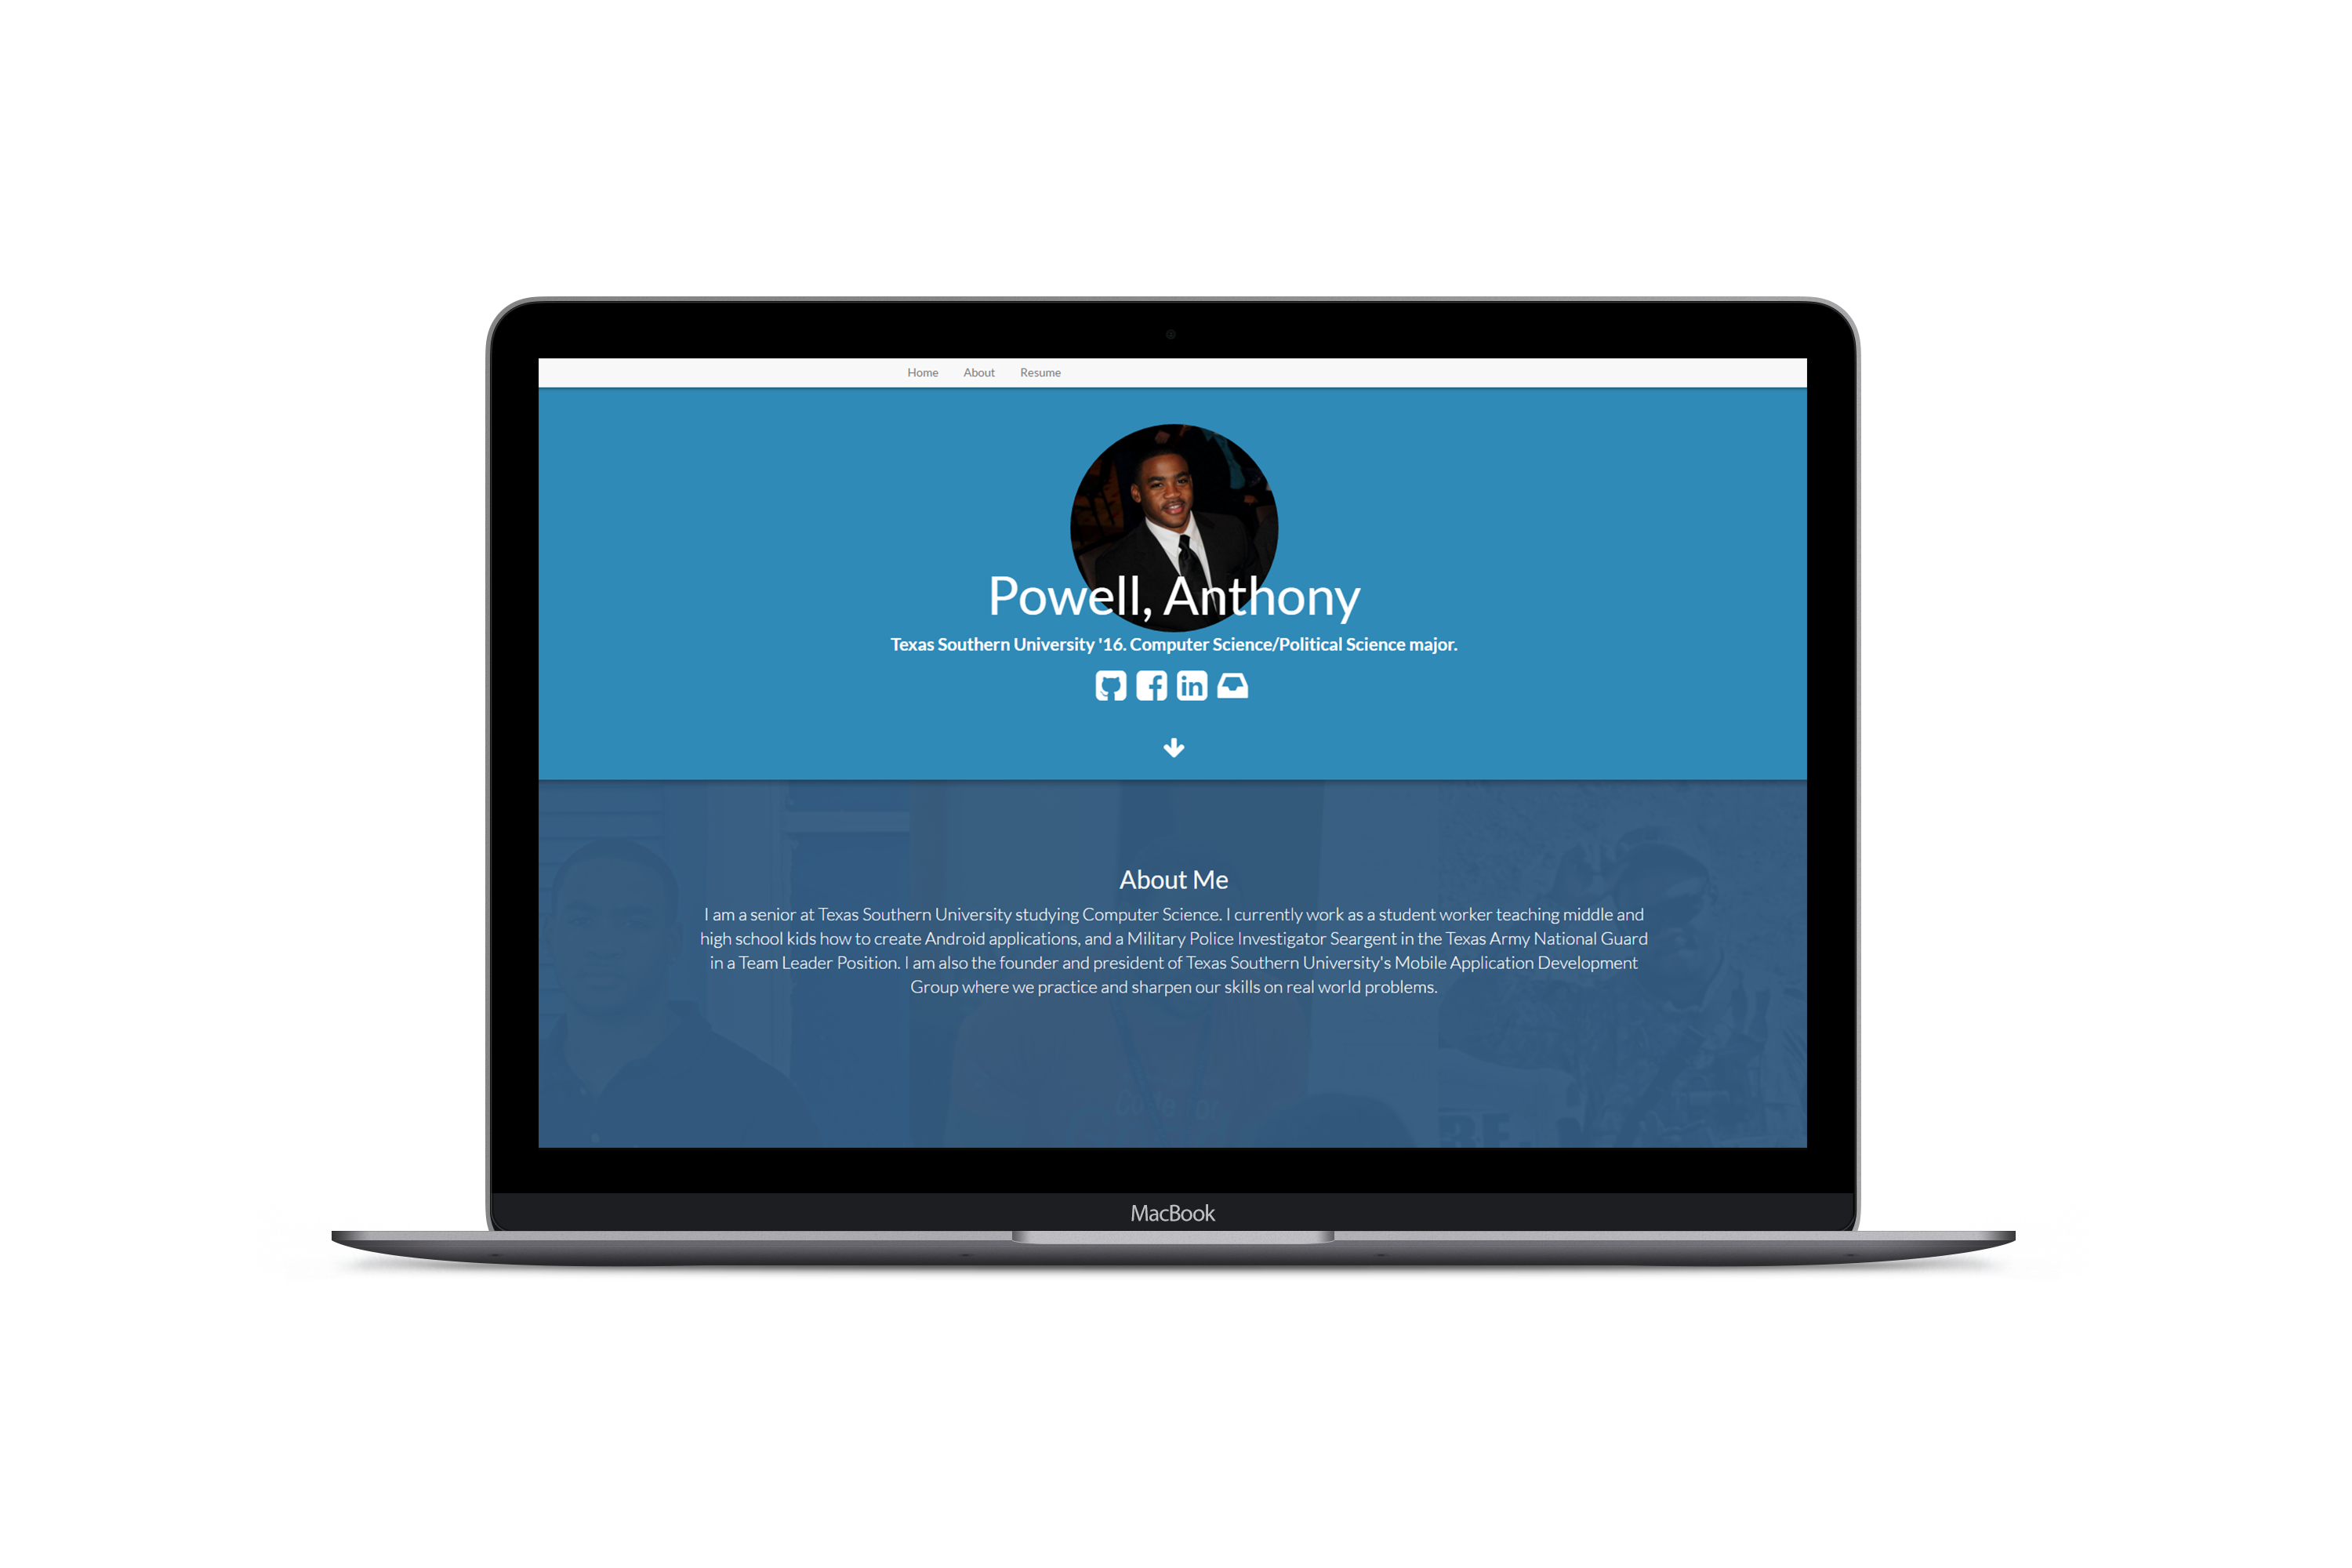 Home About Resume
Powell, Anthony
Texas Southern University '16. Computer Science/Political Science major.
in
About Me
I am a senior at Texas Southern University studying Computer Science. I currently work as a student worker teaching middle and
high school kids how to create Android applications, and a Military Police Investigator Seargent in the Texas Army National Guard
in a Team Leader Position. I am also the founder and president of Texas Southern University's Mobile Application Development
Group where we practice and sharpen our skills on real world problems.
MacBook